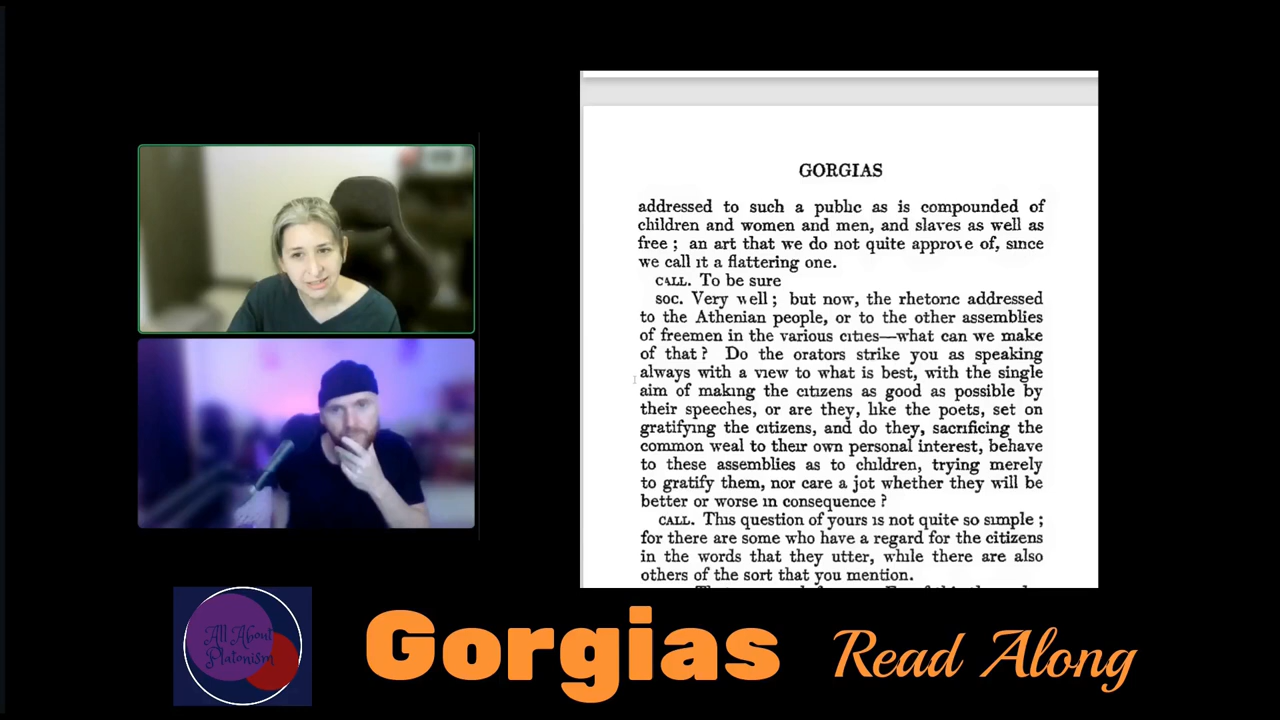 GORGIAS
addressed to such a public as is compounded of
children and women and men, and slaves as well as
free ; an art that we do not quite approve of, since
we call it a flattering one.
CALL. To be sure
SOC. Very well ; but now, the rhetoric addressed
to the Athenian people, or to the other assemblies
of freemen in the various cities—what can we make
of that ? Do the orators strike you as speaking
always with a view to what is best, with the single
aim of making the citizens as good as possible by
their speeches, or are they, like the poets, set on
gratifying the citizens, and do they, sacrificing the
common weal to their own personal interest, behave
to these assemblies as to children, trying merely
to gratify them, nor care a jot whether they will be
better or worse in consequence ?
CALL. This question of yours is not quite so simple ;
for there are some who have a regard for the citizens
in the words that they utter, while there are also
others of the sort that you mention.
All About
Platonism
Gorgias Read Along